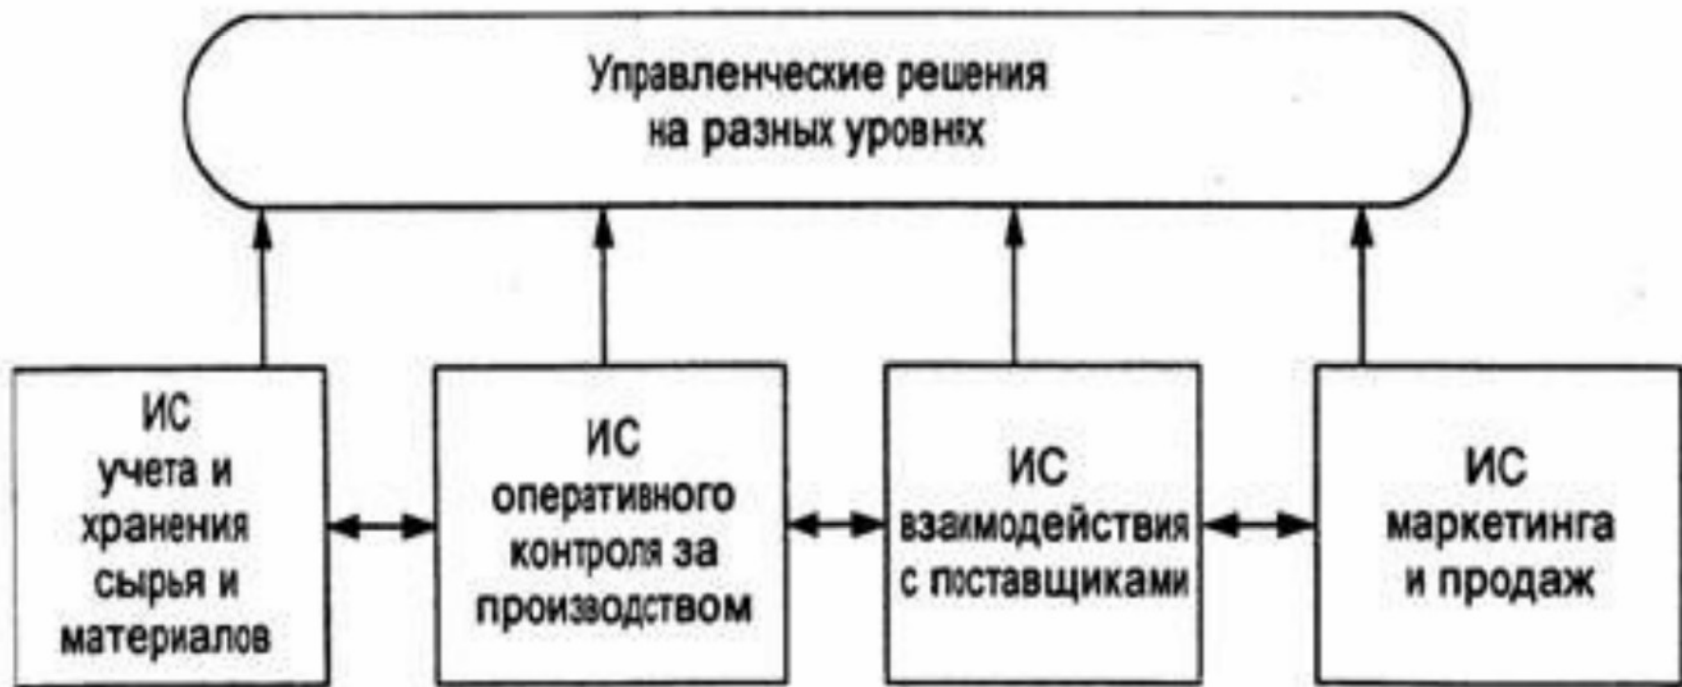 Управленческие решения
на разных уровнях
ИС
учета и
хранения
сырья и
материалов
ИС
оперативного
контроля за
производством
ИС
взаимодействия
с поставщиками
ИС
маркетинга
и продаж